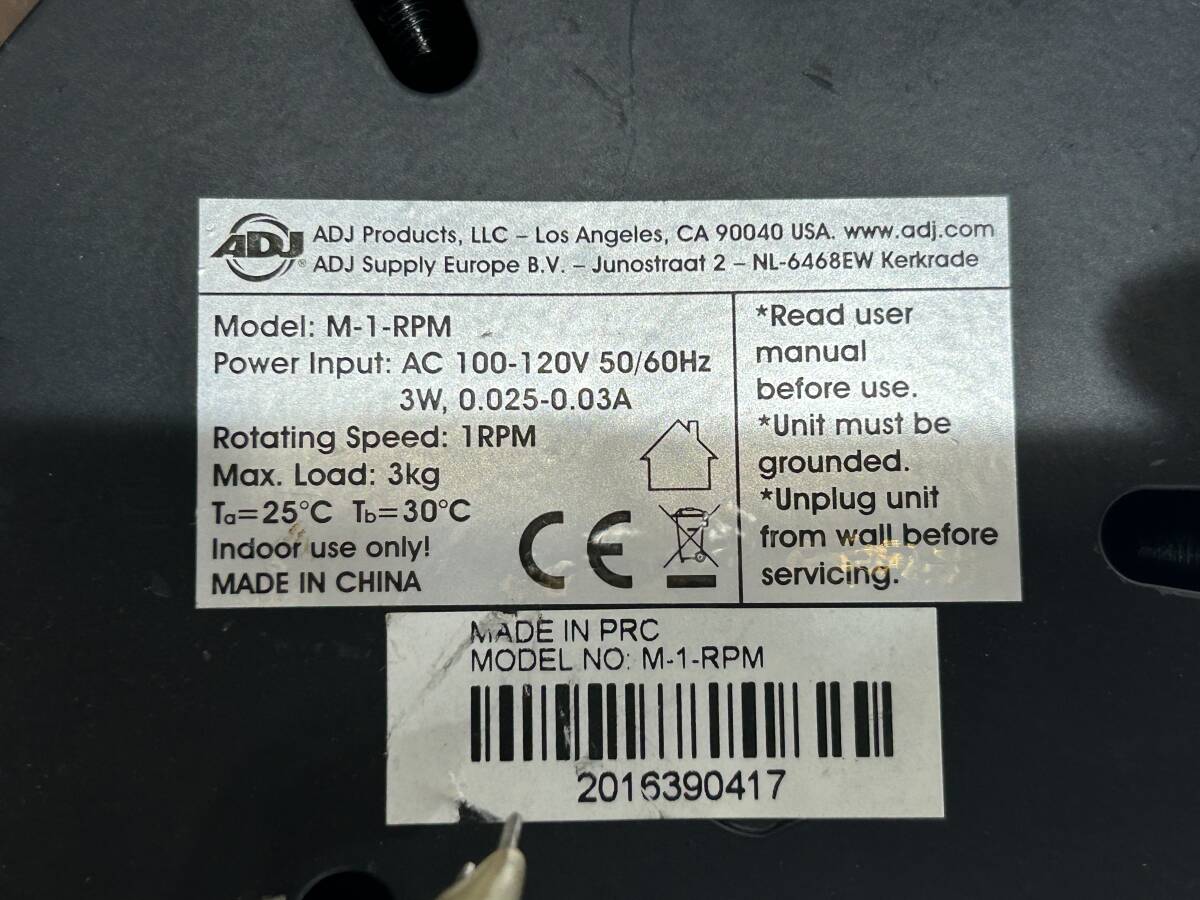 ADJ® ADJ Products, LLC – Los Angeles, CA 90040 USA. www.adj.com
ADJ Supply Europe B.V. – Junostraat 2 – NL-6468EW Kerkrade
Model: M-1-RPM
Power Input: AC 100-120V 50/60Hz
3W, 0.025-0.03A
Rotating Speed: 1RPM
Max. Load: 3kg
Ta=25°C Tb=30°C
Indoor use only!
MADE IN CHINA
CE
*Read user
manual
before use.
*Unit must be
grounded.
*Unplug unit
from wall before
servicing.
MADE IN PRC
MODEL NO: M-1-RPM
2016390417